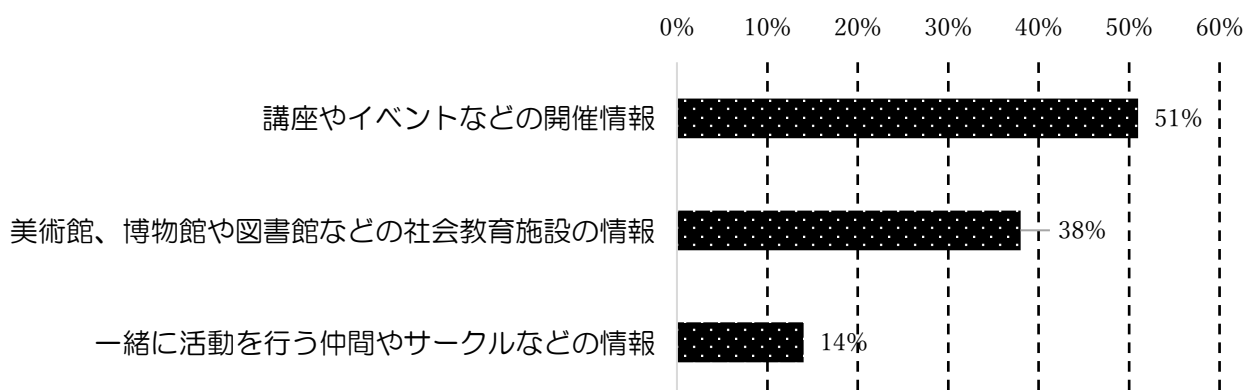 0% 10% 20% 30% 40% 50% 60%
講座やイベントなどの開催情報 51%
美術館、博物館や図書館などの社会教育施設の情報 38%
一緒に活動を行う仲間やサークルなどの情報 14%